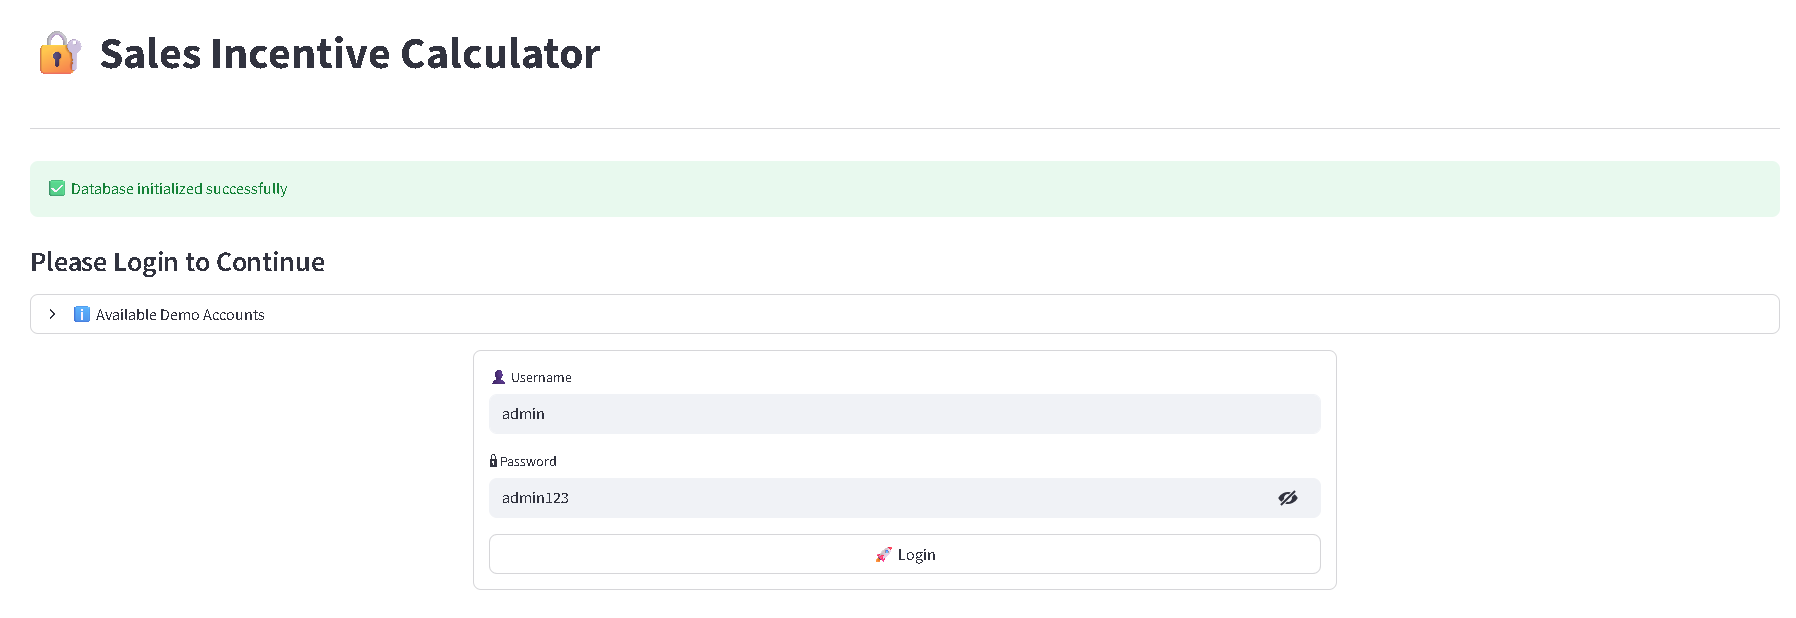 Sales Incentive Calculator
Database initialized successfully
Please Login to Continue
Available Demo Accounts
Username
admin
Password
admin123
Login